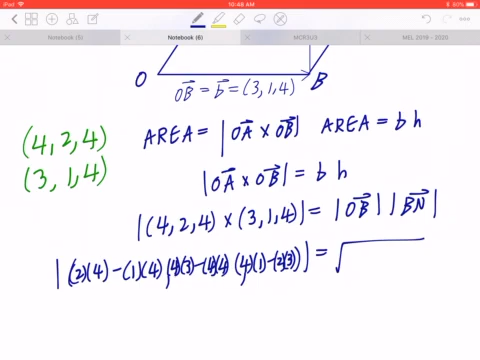 iPad 10:48 AM 60%
Notebook (5) Notebook (6) MCR3U3 MEL 2018 - 2020
O B
OB = b = (3,1,4)
(4,2,4) AREA = |OA × OB| AREA = b h
(3,1,4) |OA × OB| = b h
|(4,2,4) × (3,1,4)| = |OB| |BN|
|(2)(4)-(1)(4) (4)(3)-(4)(4) (4)(1)-(2)(3)| = √